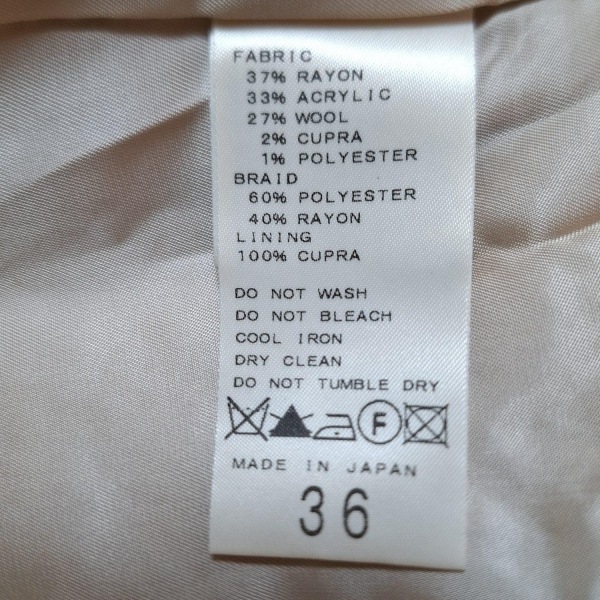 FABRIC
37% RAYON
33% ACRYLIC
27% WOOL
2% CUPRA
1% POLYESTER
BRAID
60% POLYESTER
40% RAYON
LINING
100% CUPRA
DO NOT WASH
DO NOT BLEACH
COOL IRON
DRY CLEAN
DO NOT TUMBLE DRY
F
MADE IN JAPAN
36